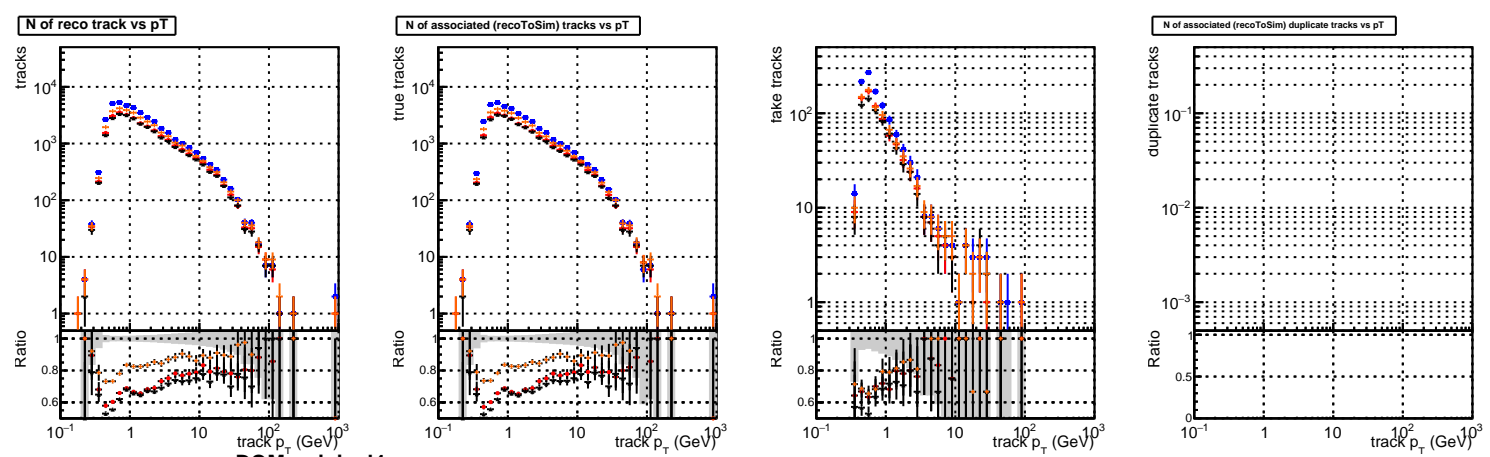 N of reco track vs pT
N of associated (recoToSim) tracks vs pT
N of associated (recoToSim) duplicate tracks vs pT
tracks
10⁴
10³
10²
10
1
Ratio
1
0.8
0.6
10⁻¹ 1 10 10² 10³
track p_T (GeV)
true tracks
10⁴
10³
10²
10
1
Ratio
1
0.8
0.6
10⁻¹ 1 10 10² 10³
track p_T (GeV)
fake tracks
10²
10
1
Ratio
1
0.8
0.6
10⁻¹ 1 10 10² 10³
track p_T (GeV)
duplicate tracks
10⁻¹
10⁻²
10⁻³
Ratio
1
0.5
0
10⁻¹ 1 10 10² 10³
track p_T (GeV)